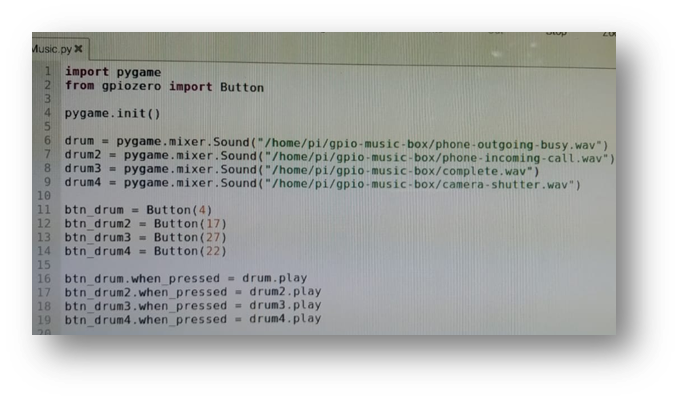 Music.py ✖
1 import pygame
2 from gpiozero import Button
3
4 pygame.init()
5
6 drum = pygame.mixer.Sound("/home/pi/gpio-music-box/phone-outgoing-busy.wav")
7 drum2 = pygame.mixer.Sound("/home/pi/gpio-music-box/phone-incoming-call.wav")
8 drum3 = pygame.mixer.Sound("/home/pi/gpio-music-box/complete.wav")
9 drum4 = pygame.mixer.Sound("/home/pi/gpio-music-box/camera-shutter.wav")
10
11 btn_drum = Button(4)
12 btn_drum2 = Button(17)
13 btn_drum3 = Button(27)
14 btn_drum4 = Button(22)
15
16 btn_drum.when_pressed = drum.play
17 btn_drum2.when_pressed = drum2.play
18 btn_drum3.when_pressed = drum3.play
19 btn_drum4.when_pressed = drum4.play
20